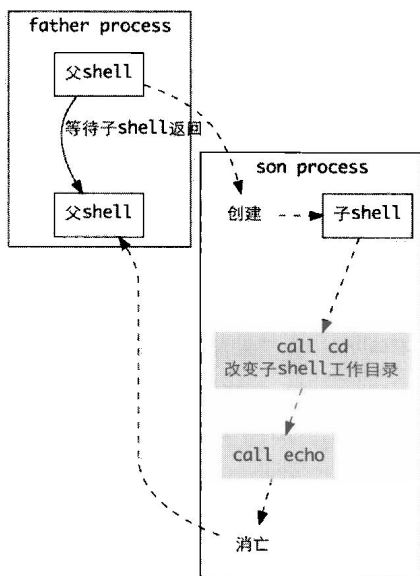 father process
父shell
等待子shell返回
父shell
son process
创建
子shell
call cd
改变子shell工作目录
call echo
消亡